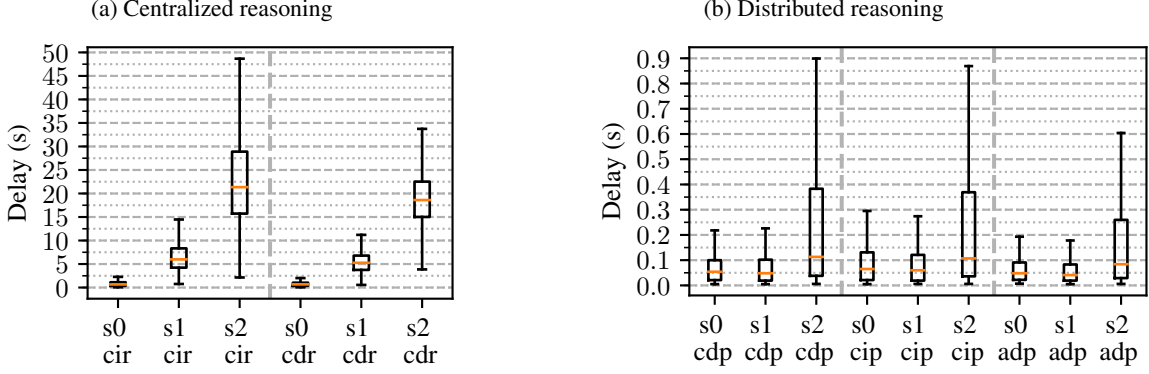 (a) Centralized reasoning
50
45
40
35
30
25
20
15
10
5
0
Delay (s)
s0 s1 s2 s0 s1 s2
cir cir cir cdr cdr cdr
(b) Distributed reasoning
0.9
0.8
0.7
0.6
0.5
0.4
0.3
0.2
0.1
0.0
Delay (s)
s0 s1 s2 s0 s1 s2 s0 s1 s2
cdp cdp cdp cip cip cip adp adp adp